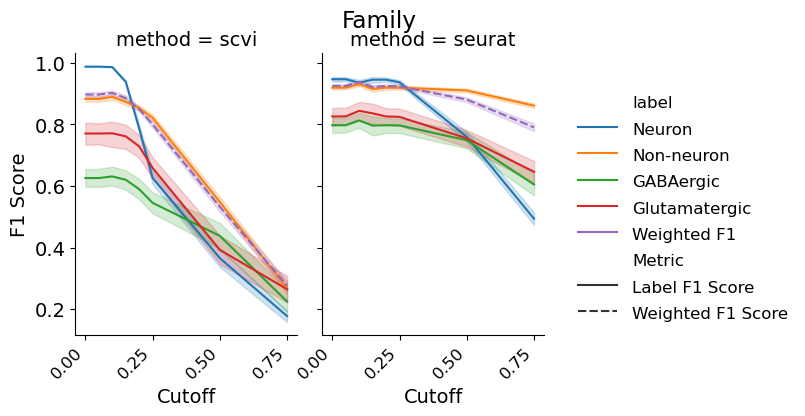 Family
method = scvi
method = seurat
F1 Score
1.0
0.8
0.6
0.4
0.2
0.00
0.25
0.50
0.75
Cutoff
0.00
0.25
0.50
0.75
Cutoff
label
Neuron
Non-neuron
GABAergic
Glutamatergic
Weighted F1
Metric
Label F1 Score
Weighted F1 Score